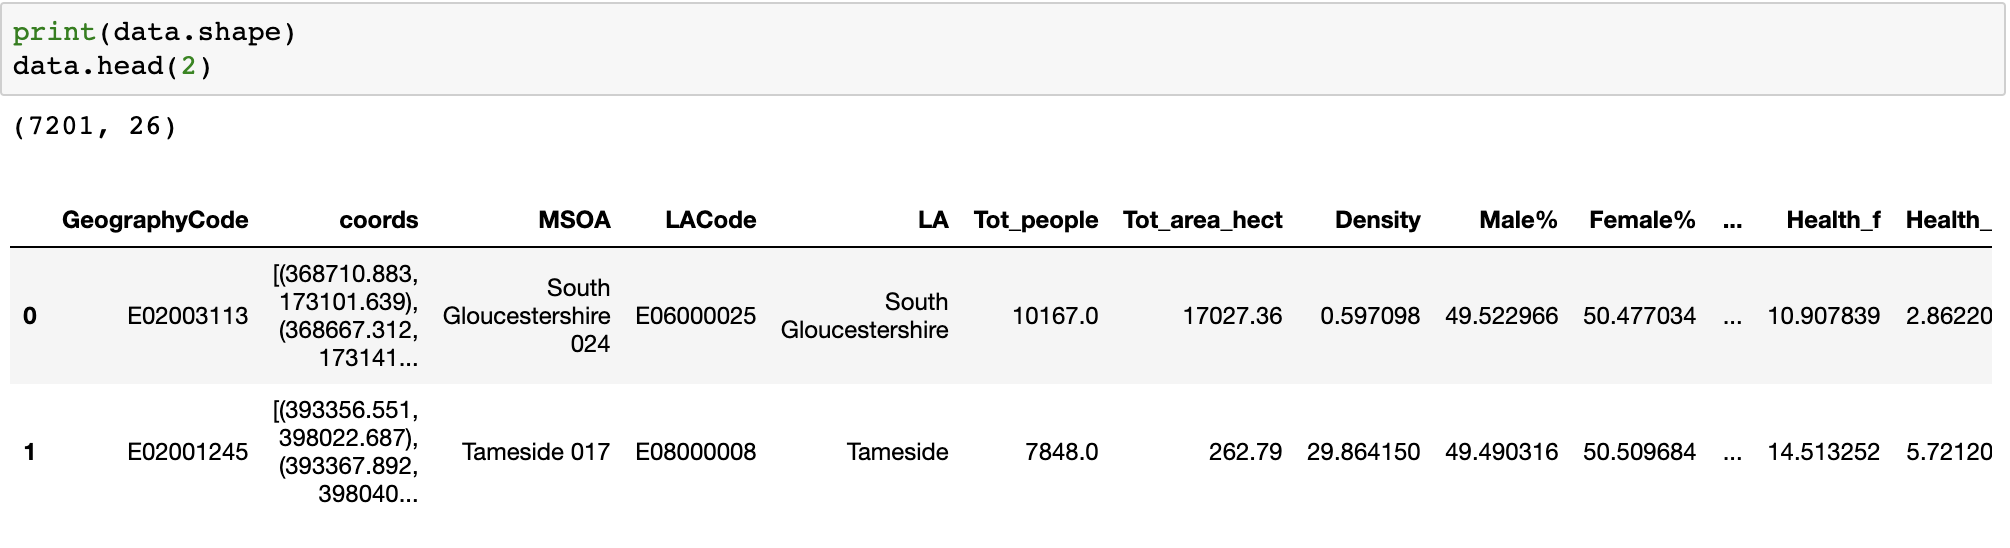 print(data.shape)
data.head(2)
(7201, 26)
GeographyCode coords MSOA LACode LA Tot_people Tot_area_hect Density Male% Female% ... Health_f Health_
0 E02003113 [(368710.883, 173101.639), (368667.312, 173141... South Gloucestershire 024 E06000025 South Gloucestershire 10167.0 17027.36 0.597098 49.522966 50.477034 ... 10.907839 2.86220
1 E02001245 [(393356.551, 398022.687), (393367.892, 398040... Tameside 017 E08000008 Tameside 7848.0 262.79 29.864150 49.490316 50.509684 ... 14.513252 5.72120